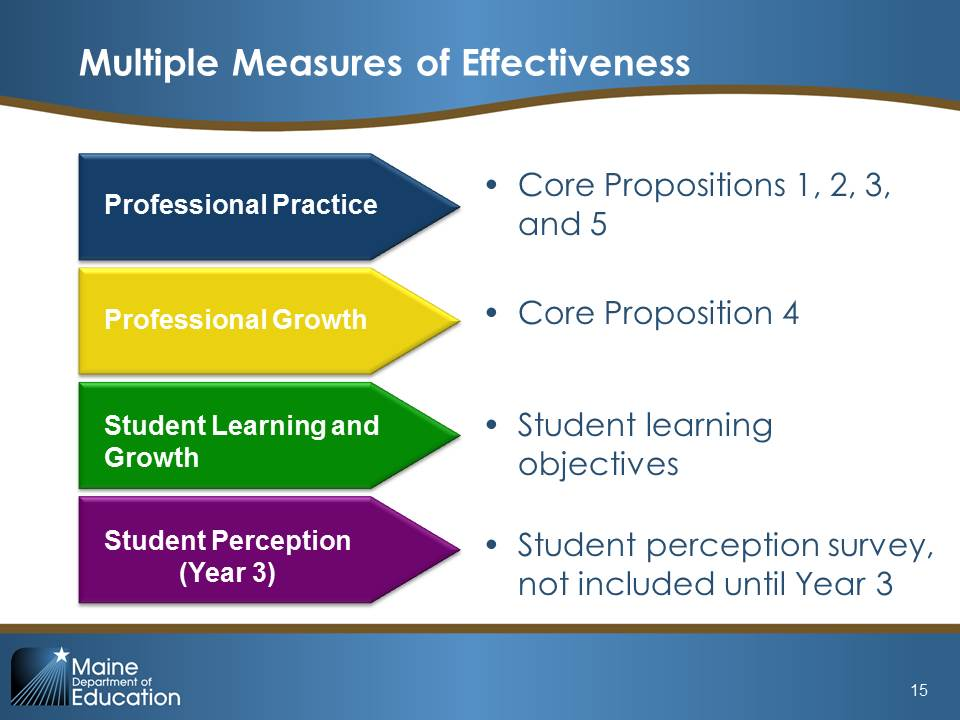 Multiple Measures of Effectiveness
Professional Practice
• Core Propositions 1, 2, 3,
and 5
Professional Growth
• Core Proposition 4
Student Learning and
Growth
• Student learning
objectives
Student Perception
(Year 3)
• Student perception survey,
not included until Year 3
Maine
Department of
Education
15